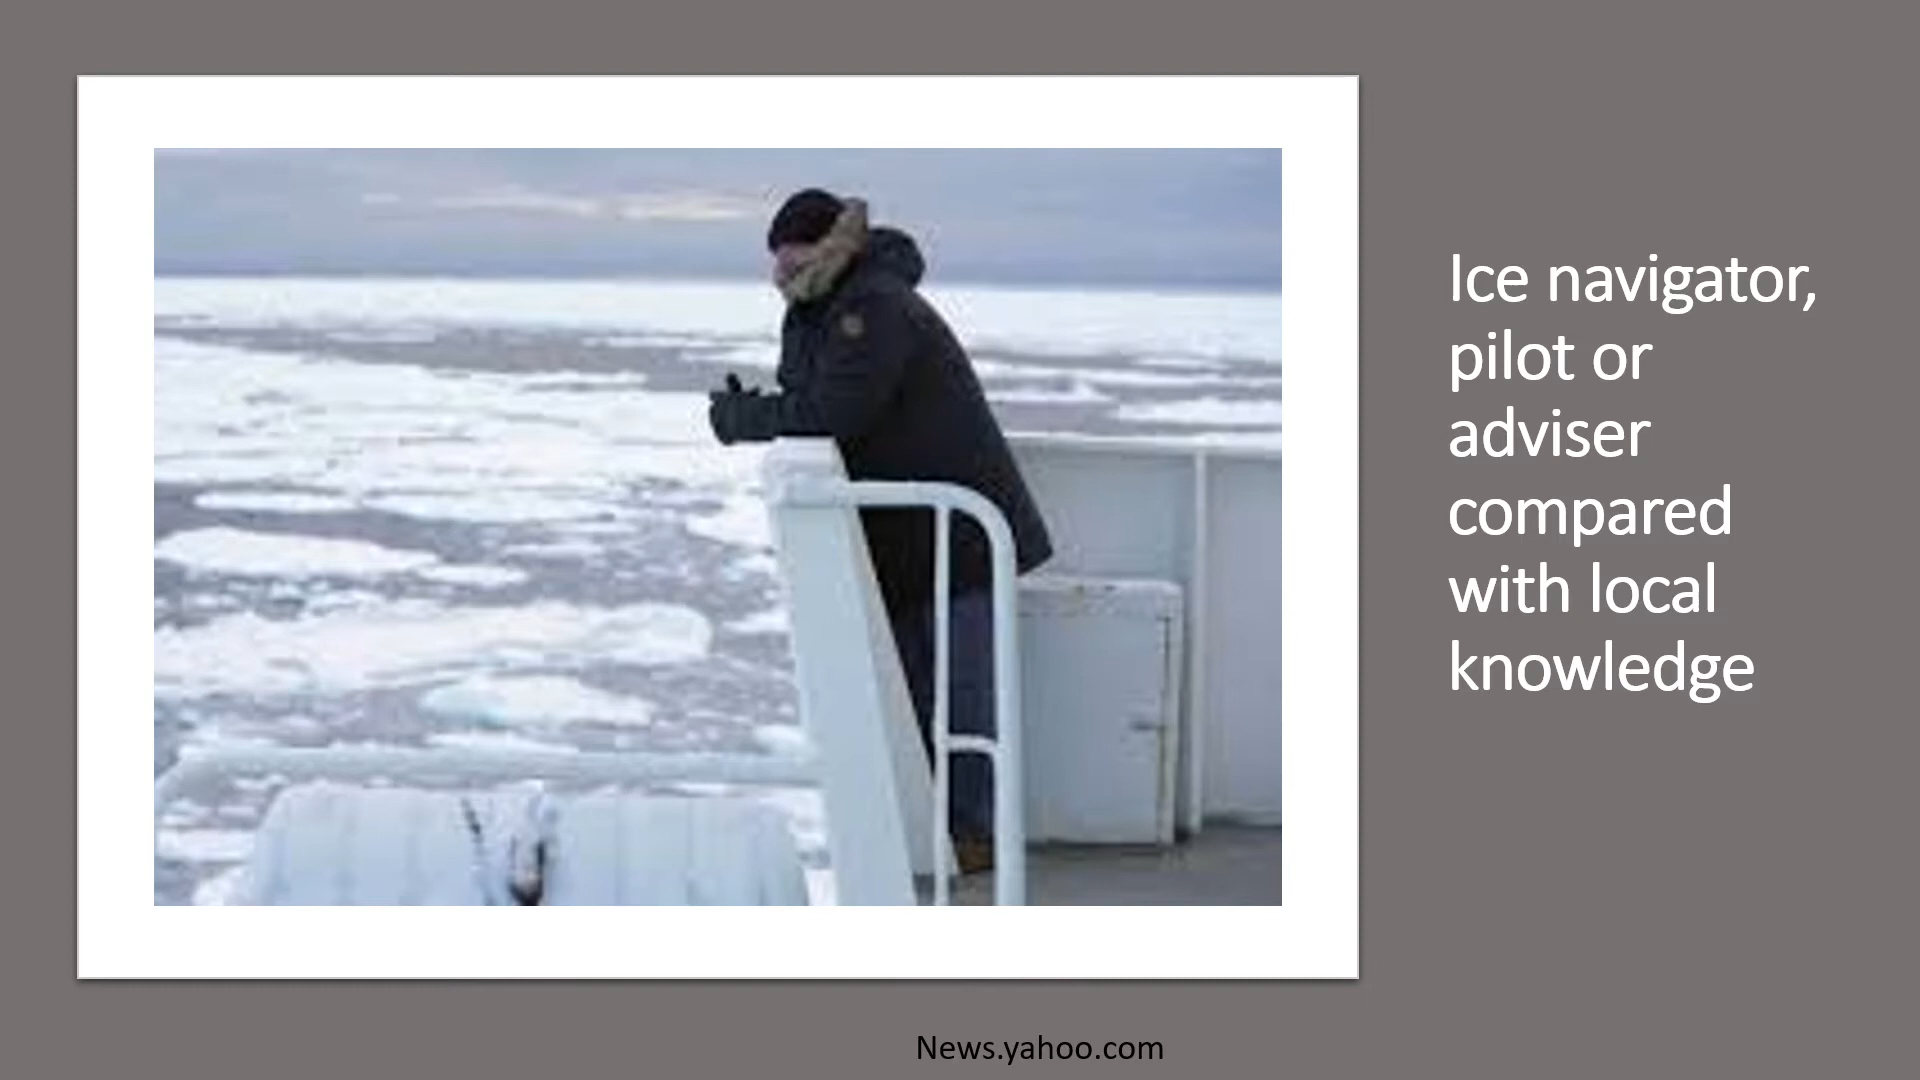 Ice navigator,
pilot or
adviser
compared
with local
knowledge
News.yahoo.com